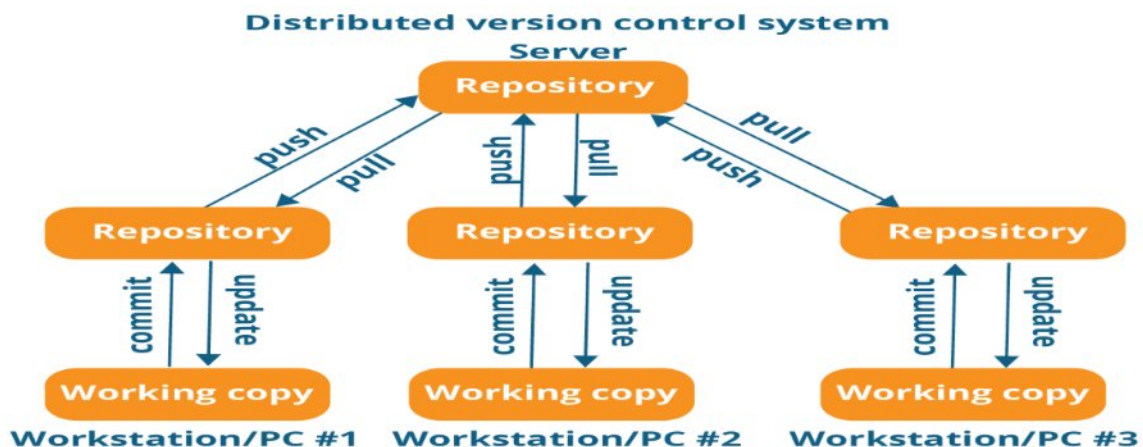 Distributed version control system
Server
Repository
push
pull
push
pull
pull
push
Repository
Repository
Repository
commit
update
commit
update
commit
update
Working copy
Working copy
Working copy
Workstation/PC #1
Workstation/PC #2
Workstation/PC #3